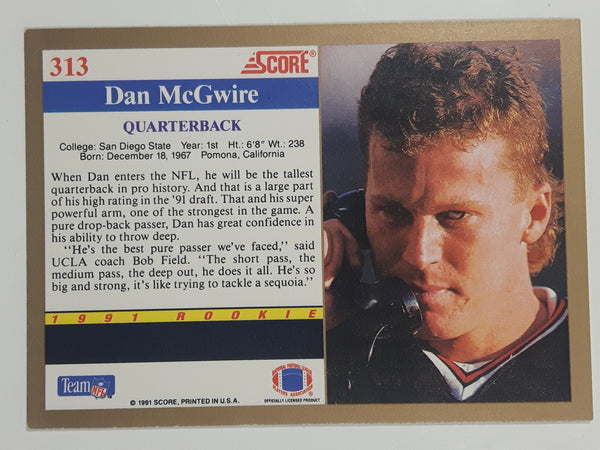 313
SCORE®
Dan McGwire
QUARTERBACK
College: San Diego State Year: 1st Ht.: 6'8" Wt.: 238
Born: December 18, 1967 Pomona, California
When Dan enters the NFL, he will be the tallest
quarterback in pro history. And that is a large part
of his high rating in the '91 draft. That and his super
powerful arm, one of the strongest in the game. A
pure drop-back passer, Dan has great confidence in
his ability to throw deep.
"He's the best pure passer we've faced," said
UCLA coach Bob Field. "The short pass, the
medium pass, the deep out, he does it all. He's so
big and strong, it's like trying to tackle a sequoia."
1991 ROOKIE
Team NFL
© 1991 SCORE, PRINTED IN U.S.A.
NATIONAL FOOTBALL LEAGUE
PLAYERS ASSOCIATION
OFFICIALLY LICENSED PRODUCT